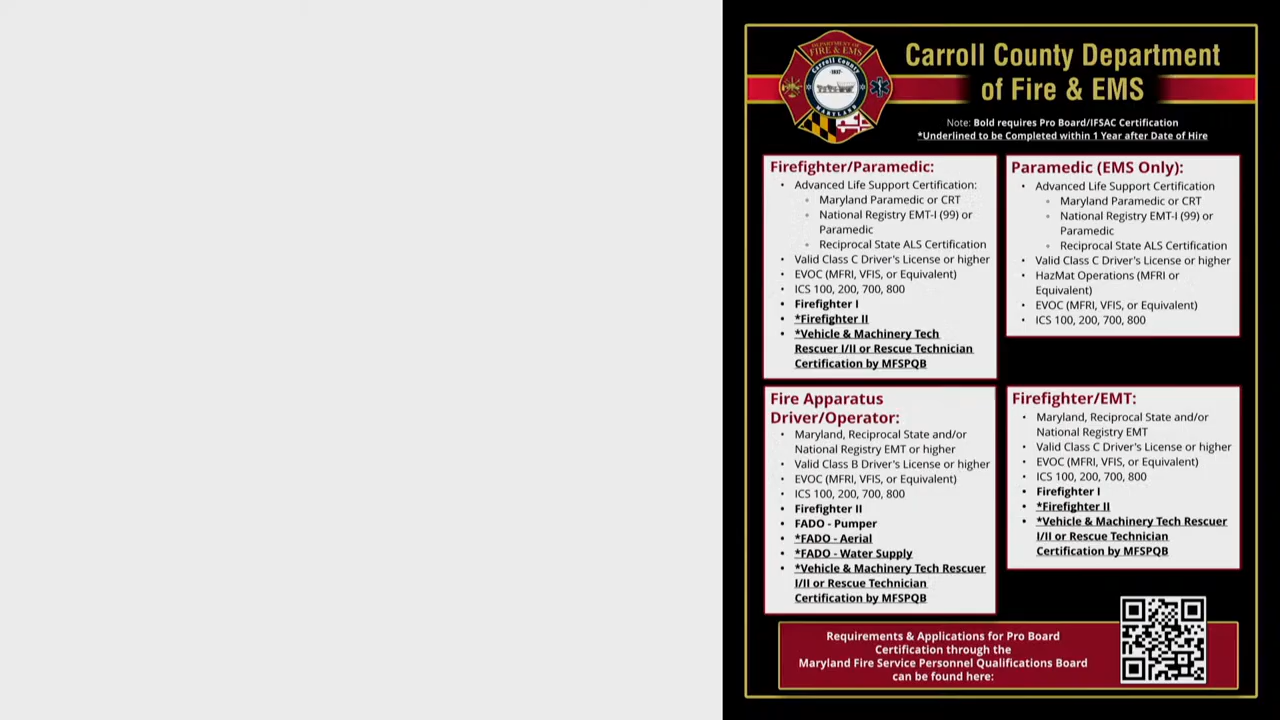 DEPARTMENT OF
FIRE & EMS
Carroll County
1837
MARYLAND
Carroll County Department
of Fire & EMS
Note: Bold requires Pro Board/IFSAC Certification
*Underlined to be Completed within 1 Year after Date of Hire
Firefighter/Paramedic:
• Advanced Life Support Certification:
◦ Maryland Paramedic or CRT
◦ National Registry EMT-I (99) or
Paramedic
◦ Reciprocal State ALS Certification
• Valid Class C Driver's License or higher
• EVOC (MFRI, VFIS, or Equivalent)
• ICS 100, 200, 700, 800
• Firefighter I
• *Firefighter II
• *Vehicle & Machinery Tech
Rescuer I/II or Rescue Technician
Certification by MFSPQB
Paramedic (EMS Only):
• Advanced Life Support Certification
◦ Maryland Paramedic or CRT
◦ National Registry EMT-I (99) or
Paramedic
◦ Reciprocal State ALS Certification
• Valid Class C Driver's License or higher
• HazMat Operations (MFRI or
Equivalent)
• EVOC (MFRI, VFIS, or Equivalent)
• ICS 100, 200, 700, 800
Fire Apparatus
Driver/Operator:
• Maryland, Reciprocal State and/or
National Registry EMT or higher
• Valid Class B Driver's License or higher
• EVOC (MFRI, VFIS, or Equivalent)
• ICS 100, 200, 700, 800
• Firefighter II
• FADO - Pumper
• *FADO - Aerial
• *FADO - Water Supply
• *Vehicle & Machinery Tech Rescuer
I/II or Rescue Technician
Certification by MFSPQB
Firefighter/EMT:
• Maryland, Reciprocal State and/or
National Registry EMT
• Valid Class C Driver's License or higher
• EVOC (MFRI, VFIS, or Equivalent)
• ICS 100, 200, 700, 800
• Firefighter I
• *Firefighter II
• *Vehicle & Machinery Tech Rescuer
I/II or Rescue Technician
Certification by MFSPQB
Requirements & Applications for Pro Board
Certification through the
Maryland Fire Service Personnel Qualifications Board
can be found here: